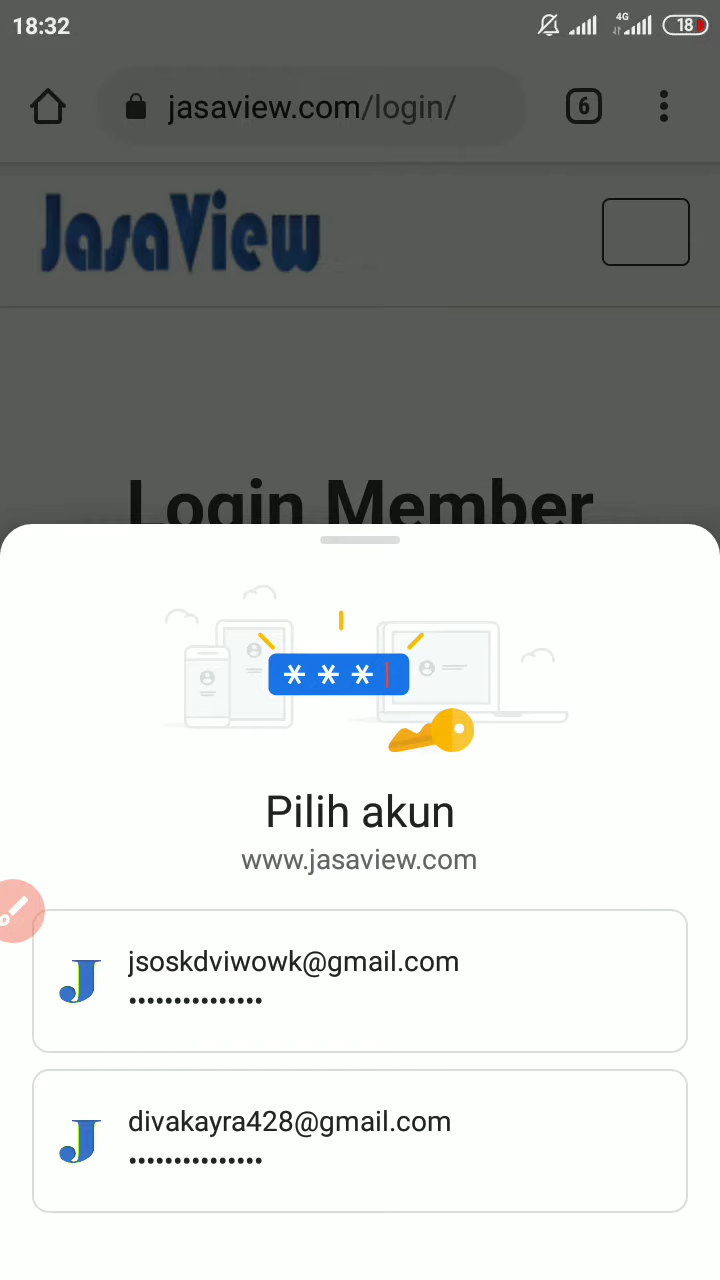 18:32
4G
18
jasaview.com/login/
6
JasaView
Login Member
***
Pilih akun
www.jasaview.com
J
jsoskdviwowk@gmail.com
•••••••••••••••
J
divakayra428@gmail.com
•••••••••••••••